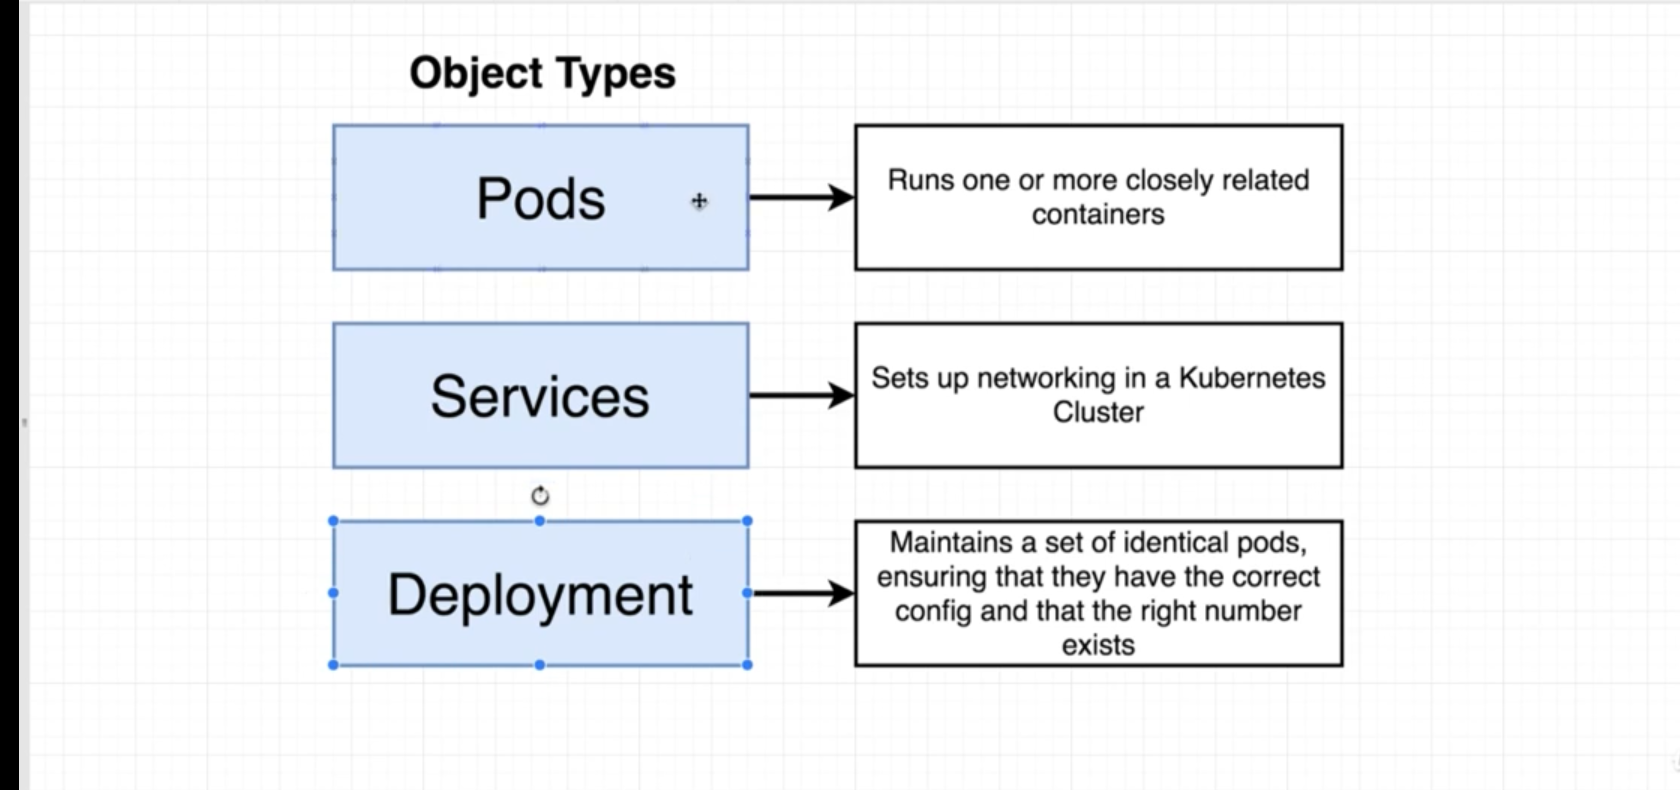 Object Types
Pods
Runs one or more closely related
containers
Services
Sets up networking in a Kubernetes
Cluster
Deployment
Maintains a set of identical pods,
ensuring that they have the correct
config and that the right number
exists